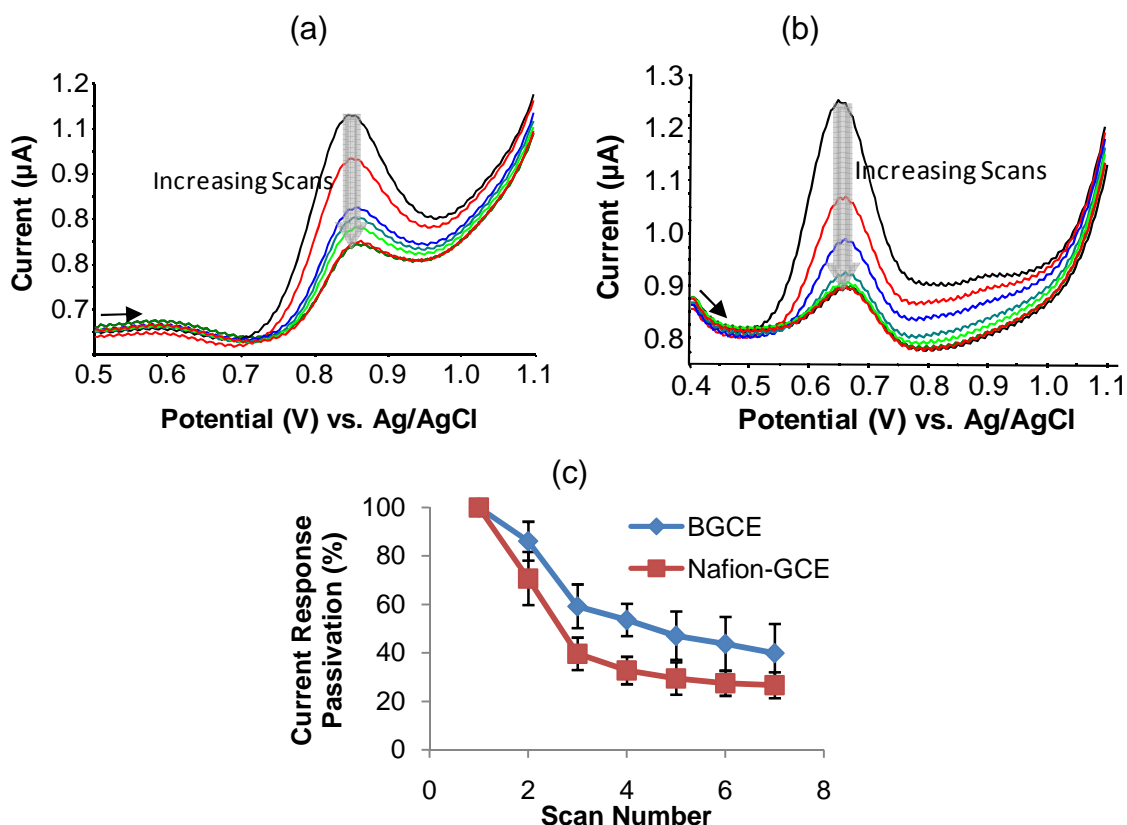 (a)
(b)
Current (µA)
1.2
1.1
0.9
0.8
0.8
0.7
0.6
Increasing Scans
0.5 0.6 0.7 0.8 0.9 1.0 1.1
Potential (V) vs. Ag/AgCl
Current (µA)
1.3
1.2
1.1
1.0
0.9
0.8
Increasing Scans
0.4 0.5 0.6 0.7 0.8 0.9 1.0 1.1
Potential (V) vs. Ag/AgCl
(c)
Current Response
Passivation (%)
100
80
60
40
20
0
BGCE
Nafion-GCE
0 2 4 6 8
Scan Number